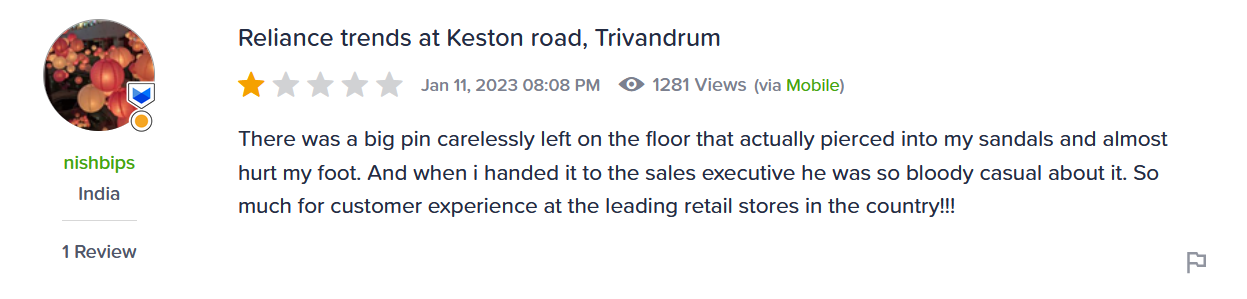 Reliance trends at Keston road, Trivandrum
Jan 11, 2023 08:08 PM 1281 Views (via Mobile)
There was a big pin carelessly left on the floor that actually pierced into my sandals and almost
hurt my foot. And when i handed it to the sales executive he was so bloody casual about it. So
much for customer experience at the leading retail stores in the country!!!
nishbips
India
1 Review